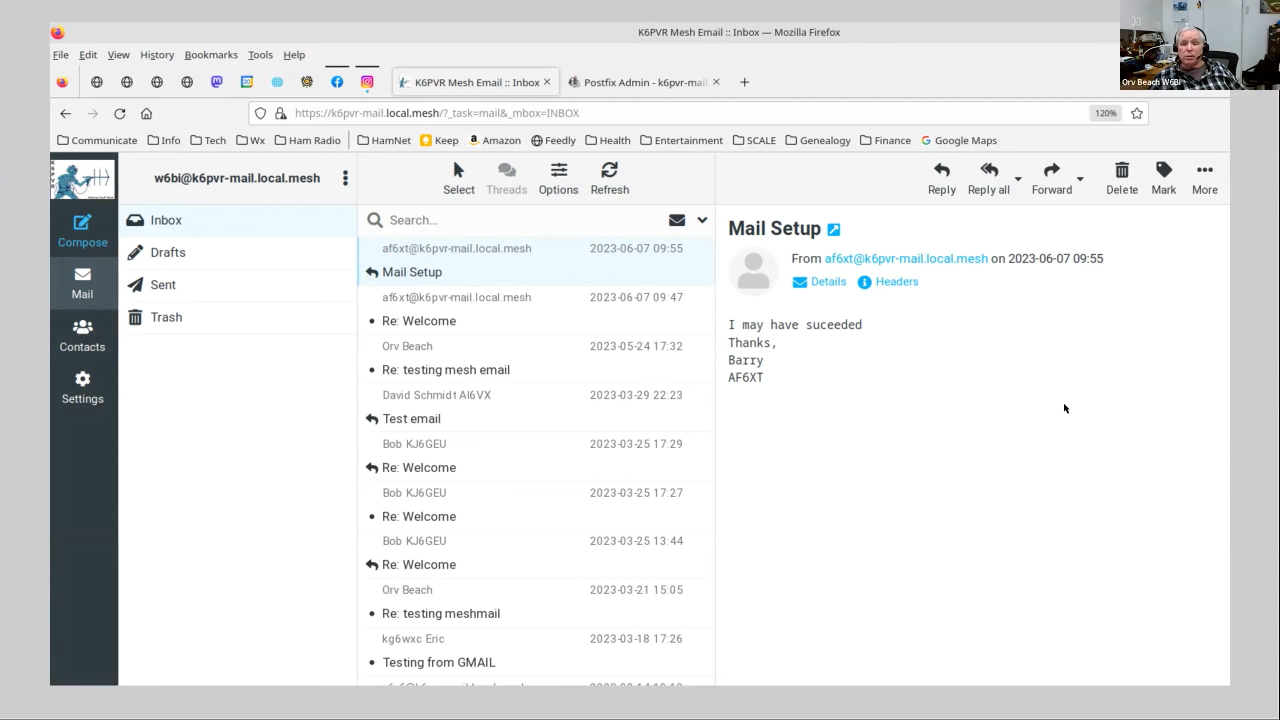 K6PVR Mesh Email :: Inbox — Mozilla Firefox
File Edit View History Bookmarks Tools Help
K6PVR Mesh Email :: Inbox
Postfix Admin - k6pvr-mai
https://k6pvr-mail.local.mesh/?_task=mail&_mbox=INBOX
120%
Communicate Info Tech Wx Ham Radio HamNet Keep Amazon Feedly Health Entertainment SCALE Genealogy Finance Google Maps
Orv Beach W6BI
w6bi@k6pvr-mail.local.mesh
Compose
Mail
Contacts
Settings
Inbox
Drafts
Sent
Trash
Select Threads Options Refresh
Search...
af6xt@k6pvr-mail.local.mesh 2023-06-07 09:55
Mail Setup
af6xt@k6pvr-mail.local.mesh 2023-06-07 09:47
Re: Welcome
Orv Beach 2023-05-24 17:32
Re: testing mesh email
David Schmidt AI6VX 2023-03-29 22:23
Test email
Bob KJ6GEU 2023-03-25 17:29
Re: Welcome
Bob KJ6GEU 2023-03-25 17:27
Re: Welcome
Bob KJ6GEU 2023-03-25 13:44
Re: Welcome
Orv Beach 2023-03-21 15:05
Re: testing meshmail
kg6wxc Eric 2023-03-18 17:26
Testing from GMAIL
Reply Reply all Forward Delete Mark More
Mail Setup
From af6xt@k6pvr-mail.local.mesh on 2023-06-07 09:55
Details Headers
I may have suceeded
Thanks,
Barry
AF6XT